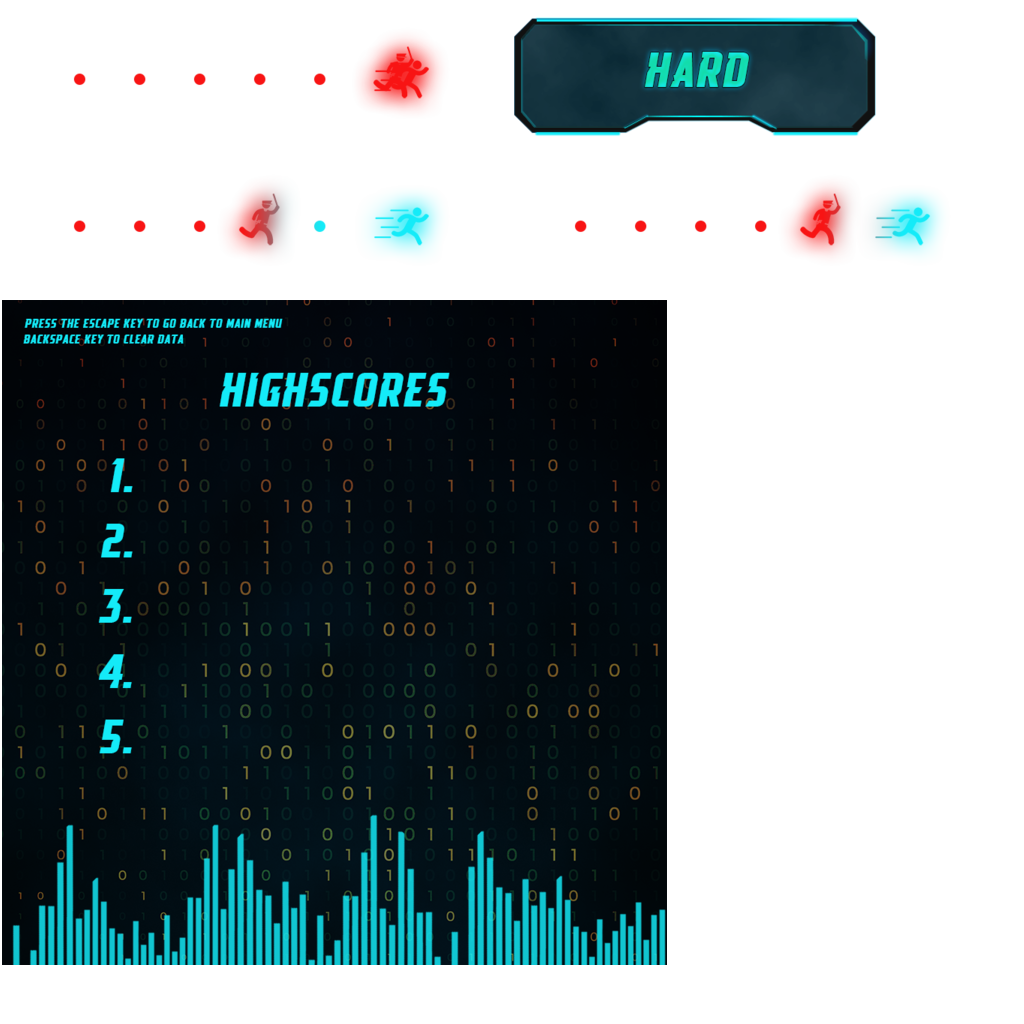 HARD
PRESS THE ESCAPE KEY TO GO BACK TO MAIN MENU
BACKSPACE KEY TO CLEAR DATA
HIGHSCORES
1.
2.
3.
4.
5.